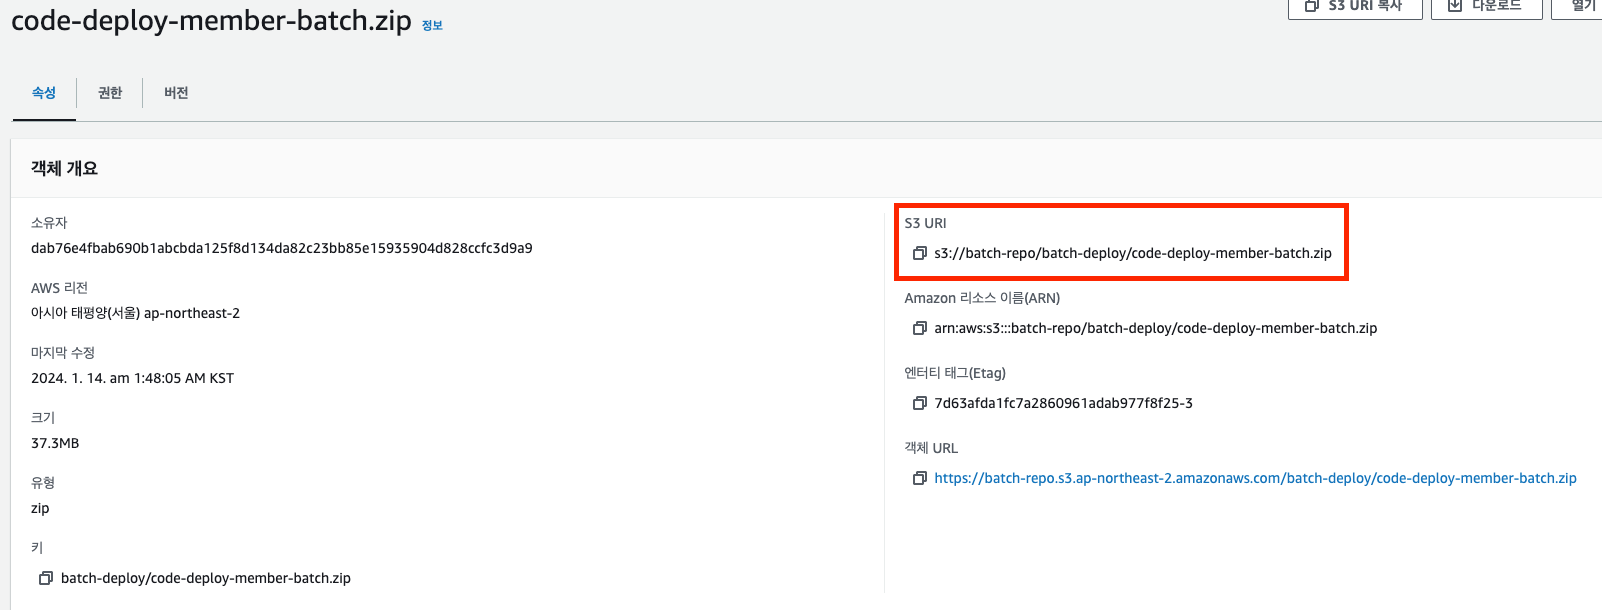 code-deploy-member-batch.zip 정보
S3 URI 복사
다운로드
열기
속성
권한
버전
객체 개요
소유자
dab76e4fbab690b1abcbda125f8d134da82c23bb85e15935904d828ccfc3d9a9
AWS 리전
아시아 태평양(서울) ap-northeast-2
마지막 수정
2024. 1. 14. am 1:48:05 AM KST
크기
37.3MB
유형
zip
키
batch-deploy/code-deploy-member-batch.zip
S3 URI
s3://batch-repo/batch-deploy/code-deploy-member-batch.zip
Amazon 리소스 이름(ARN)
arn:aws:s3:::batch-repo/batch-deploy/code-deploy-member-batch.zip
엔터티 태그(Etag)
7d63afda1fc7a2860961adab977f8f25-3
객체 URL
https://batch-repo.s3.ap-northeast-2.amazonaws.com/batch-deploy/code-deploy-member-batch.zip